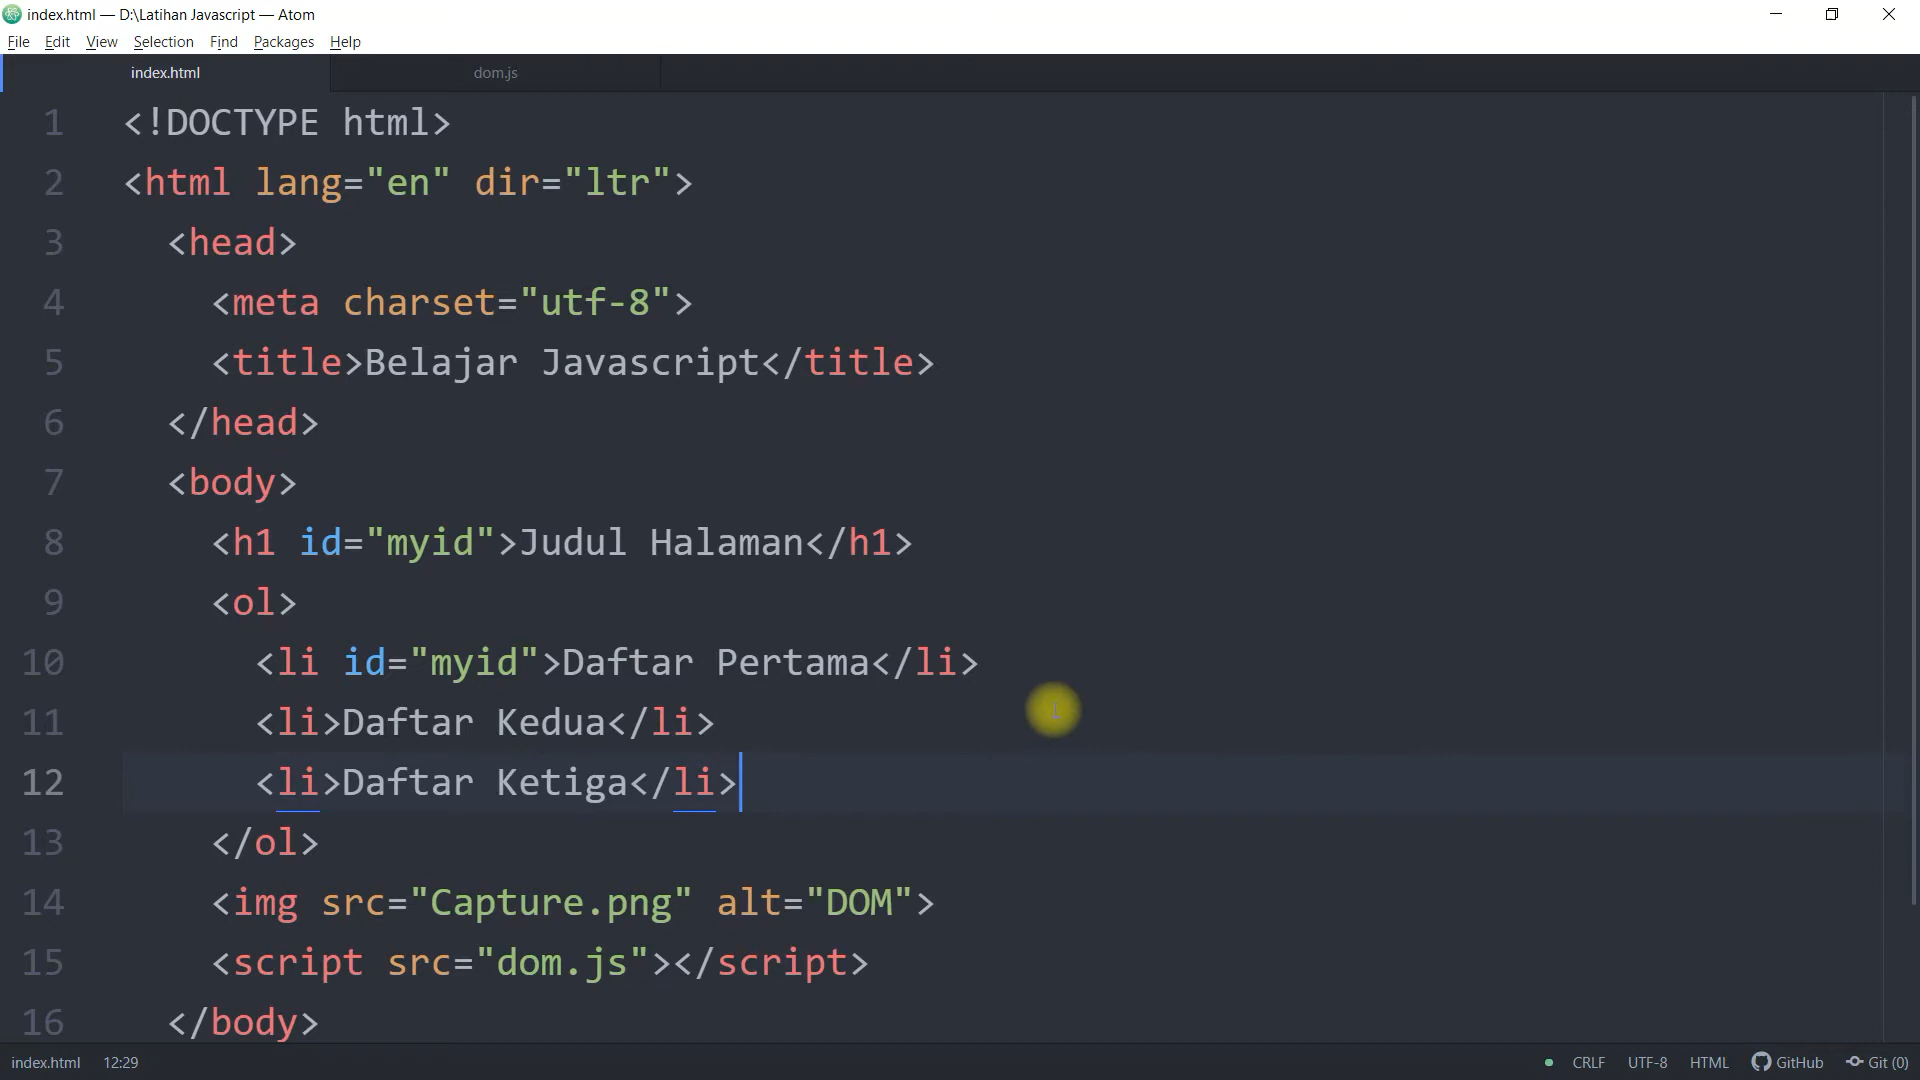 index.html — D:\Latihan Javascript — Atom
File Edit View Selection Find Packages Help
index.html dom.js
1 <!DOCTYPE html>
2 <html lang="en" dir="ltr">
3 <head>
4 <meta charset="utf-8">
5 <title>Belajar Javascript</title>
6 </head>
7 <body>
8 <h1 id="myid">Judul Halaman</h1>
9 <ol>
10 <li id="myid">Daftar Pertama</li>
11 <li>Daftar Kedua</li>
12 <li>Daftar Ketiga</li>
13 </ol>
14 <img src="Capture.png" alt="DOM">
15 <script src="dom.js"></script>
16 </body>
index.html 12:29 CRLF UTF-8 HTML GitHub Git (0)